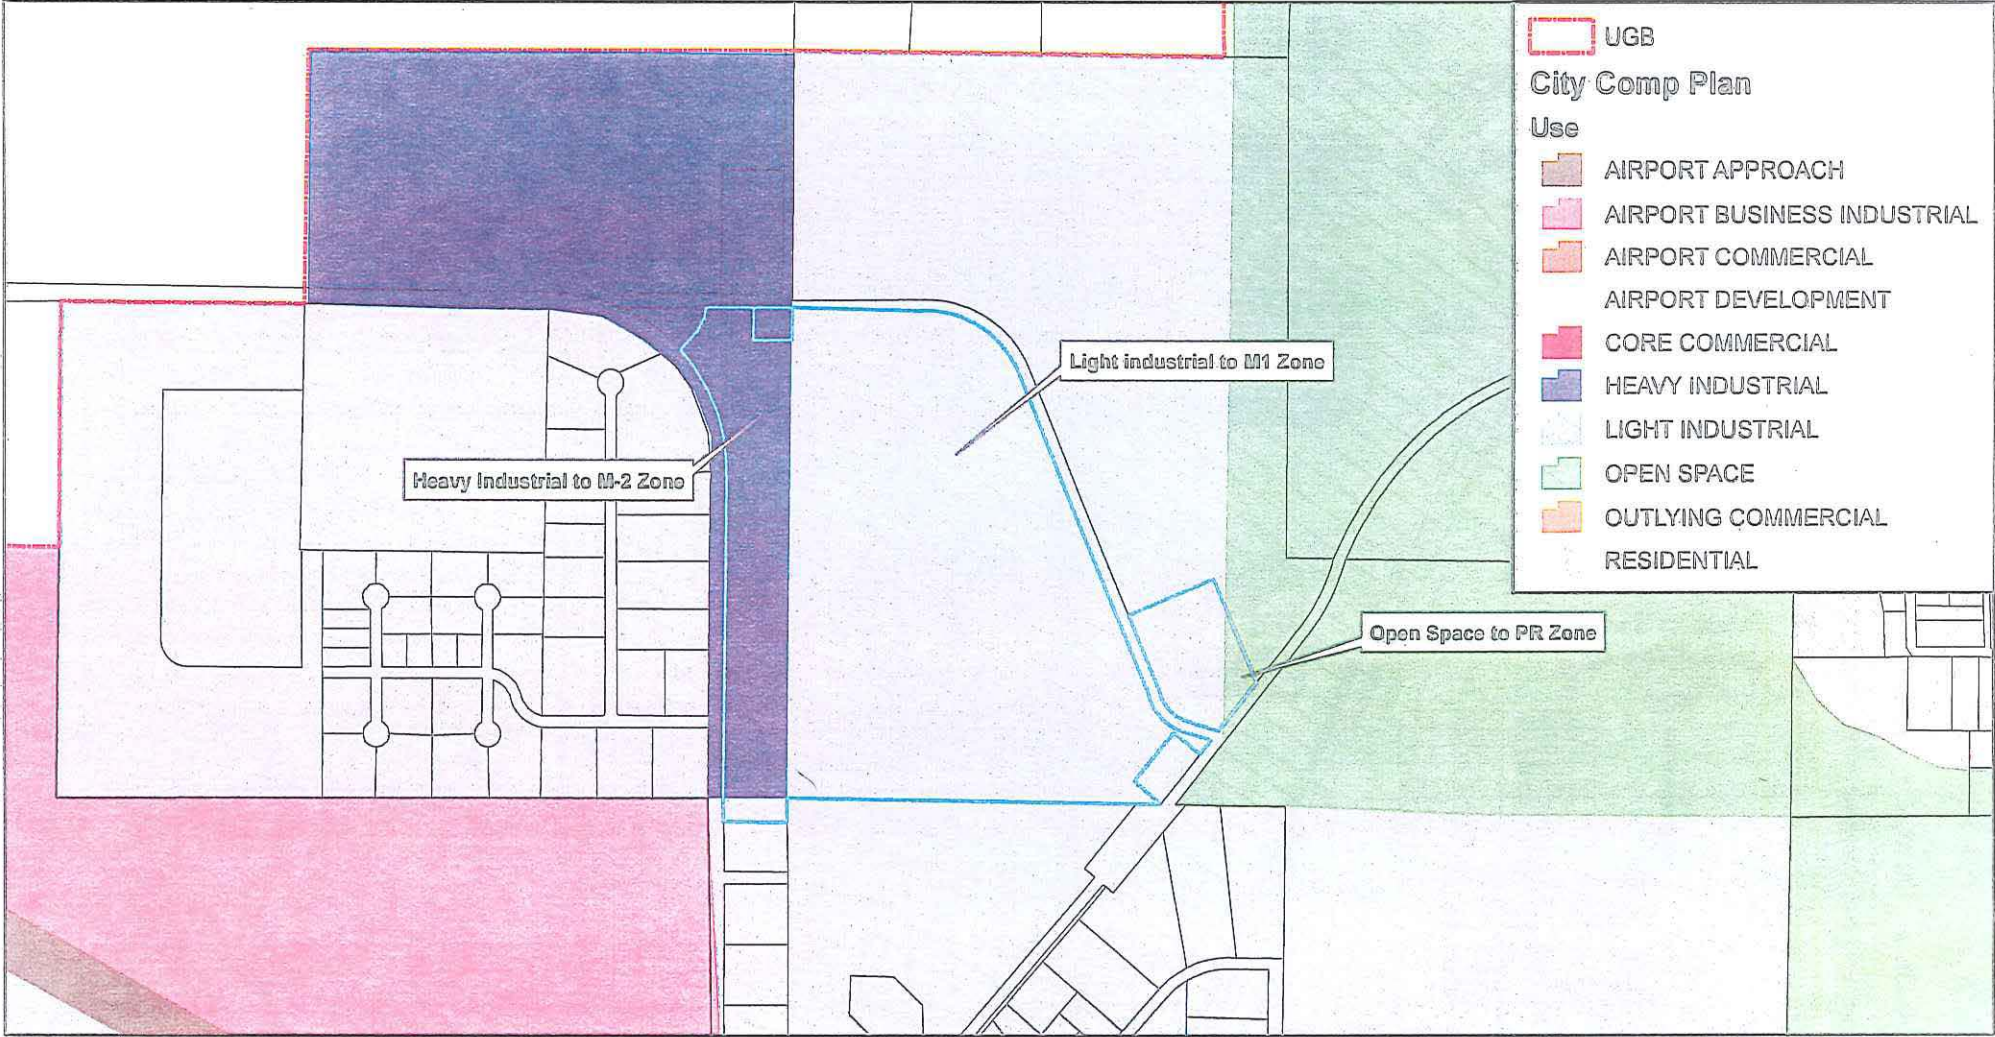 UGB
City Comp Plan
Use
AIRPORT APPROACH
AIRPORT BUSINESS INDUSTRIAL
AIRPORT COMMERCIAL
AIRPORT DEVELOPMENT
CORE COMMERCIAL
HEAVY INDUSTRIAL
LIGHT INDUSTRIAL
OPEN SPACE
OUTLYING COMMERCIAL
RESIDENTIAL
Light industrial to M1 Zone
Heavy Industrial to M-2 Zone
Open Space to PR Zone